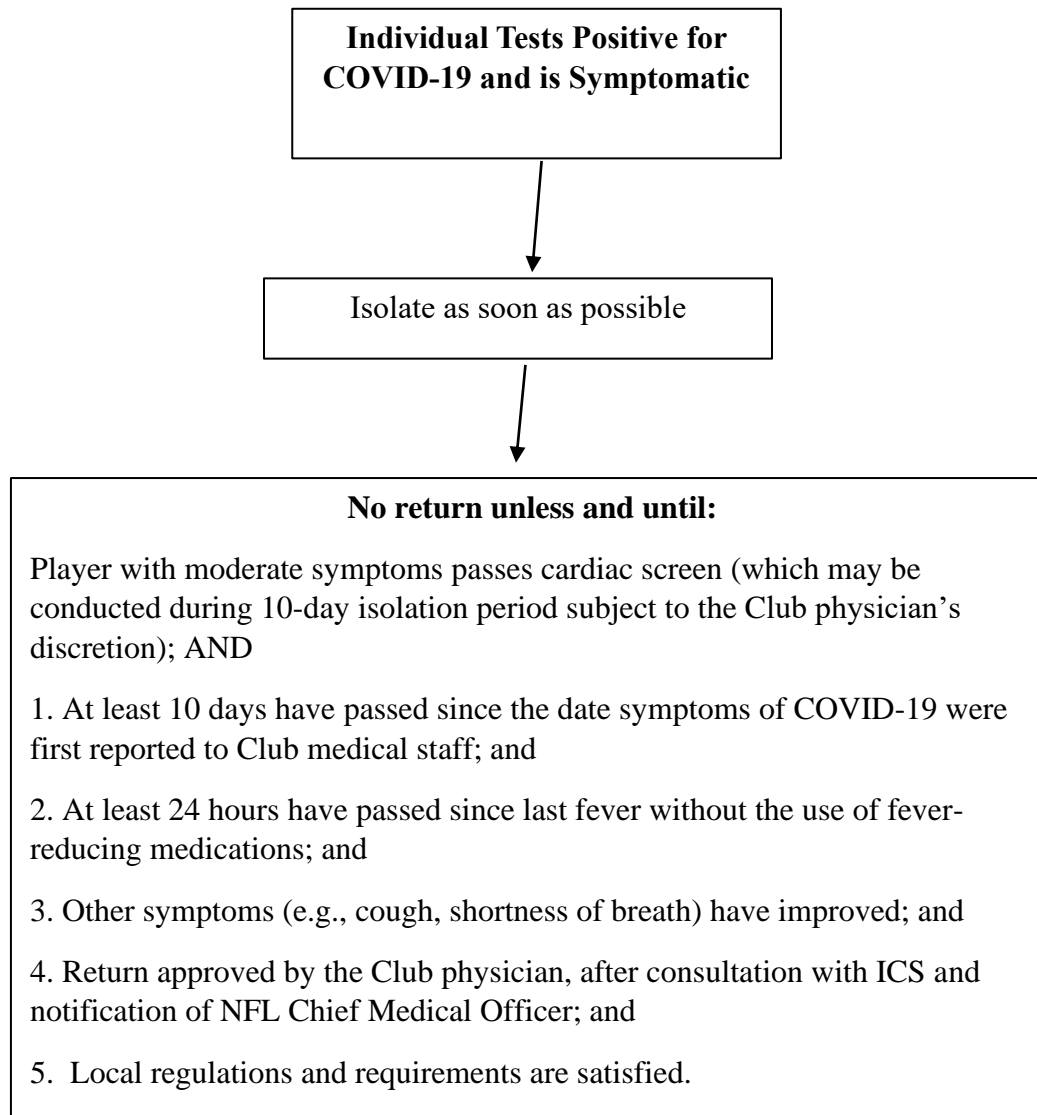 Individual Tests Positive for
COVID-19 and is Symptomatic
Isolate as soon as possible
No return unless and until:
Player with moderate symptoms passes cardiac screen (which may be
conducted during 10-day isolation period subject to the Club physician’s
discretion); AND
1. At least 10 days have passed since the date symptoms of COVID-19 were
first reported to Club medical staff; and
2. At least 24 hours have passed since last fever without the use of fever-
reducing medications; and
3. Other symptoms (e.g., cough, shortness of breath) have improved; and
4. Return approved by the Club physician, after consultation with ICS and
notification of NFL Chief Medical Officer; and
5. Local regulations and requirements are satisfied.